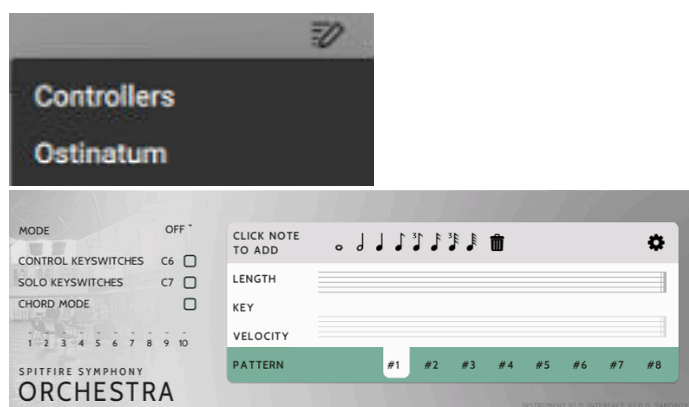 Controllers
Ostinatum
MODE OFF
CONTROL KEYSWITCHES C6
SOLO KEYSWITCHES C7
CHORD MODE
- - - - - - - - - -
1 2 3 4 5 6 7 8 9 10
SPITFIRE SYMPHONY
ORCHESTRA
CLICK NOTE
TO ADD
3 3
LENGTH
KEY
VELOCITY
PATTERN #1 #2 #3 #4 #5 #6 #7 #8